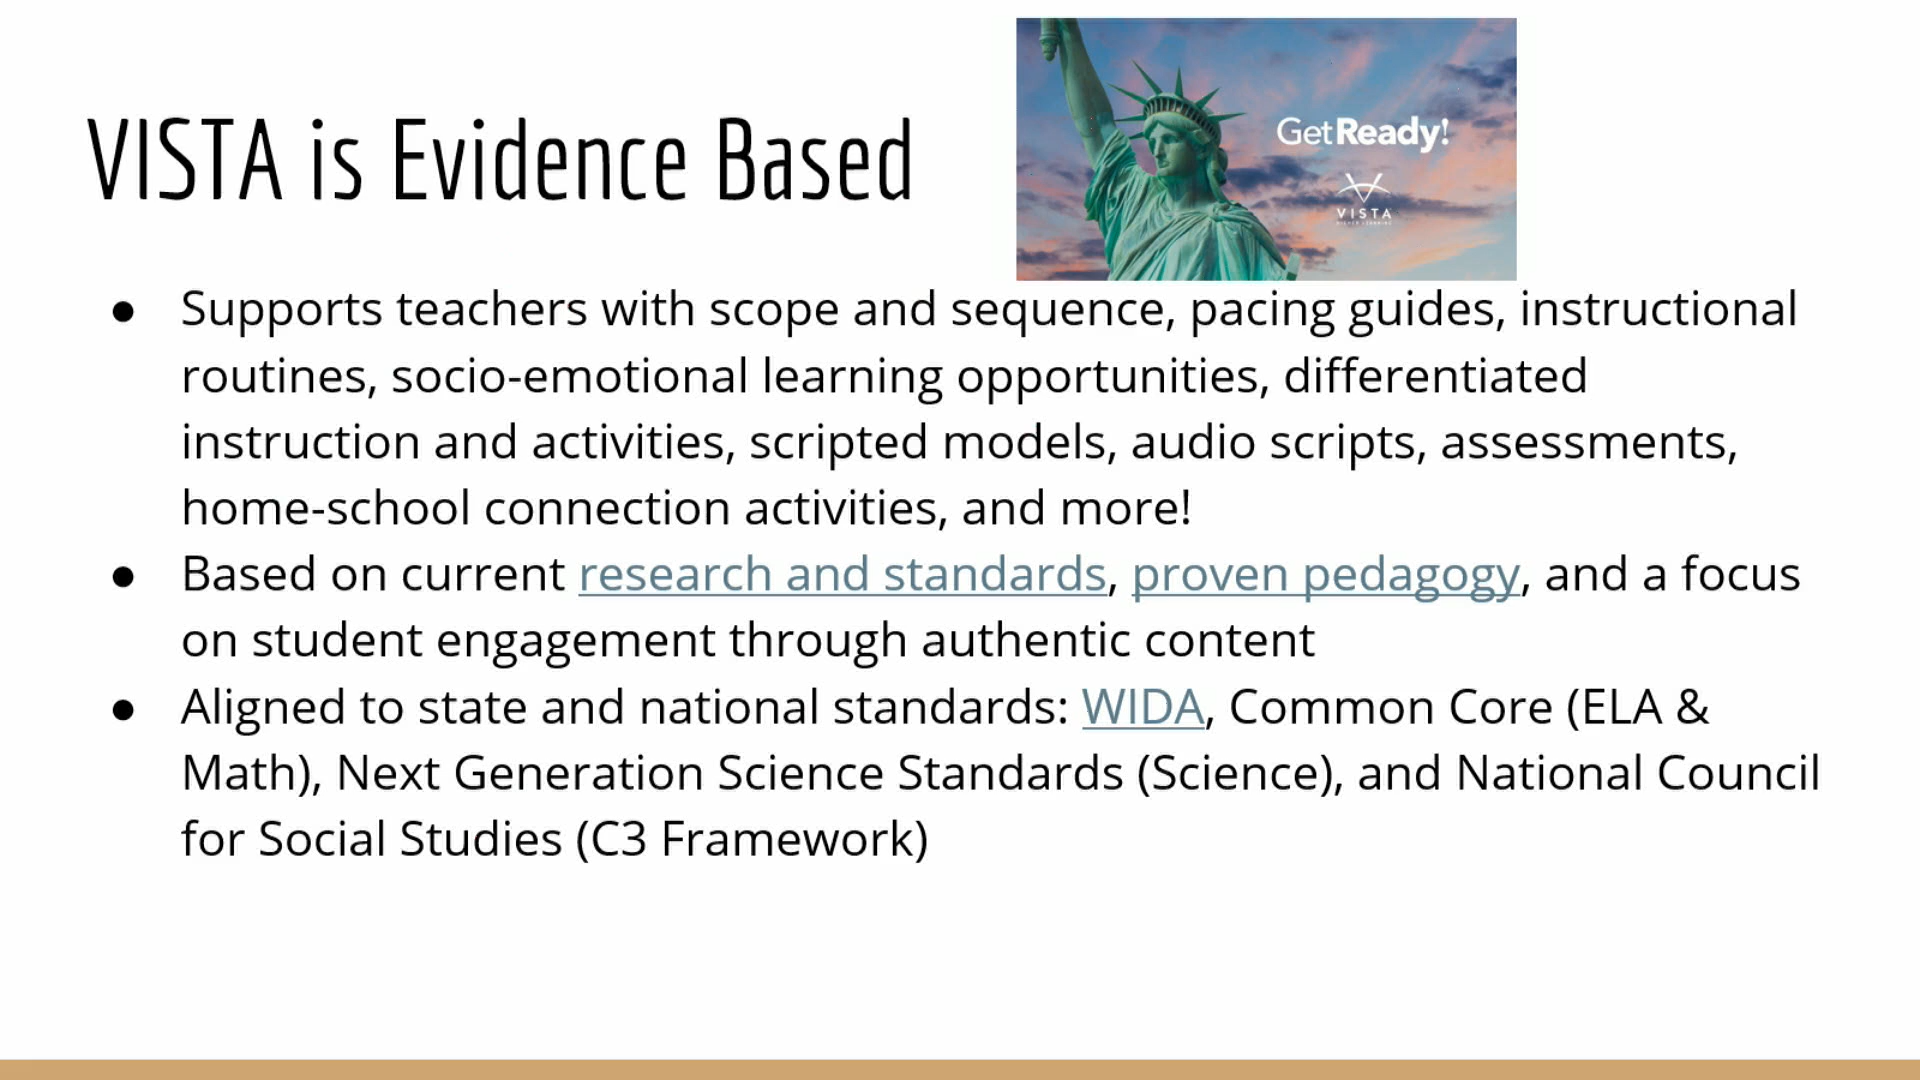 VISTA is Evidence Based
GetReady!
VISTA
HIGHER LEARNING
● Supports teachers with scope and sequence, pacing guides, instructional
routines, socio-emotional learning opportunities, differentiated
instruction and activities, scripted models, audio scripts, assessments,
home-school connection activities, and more!
● Based on current research and standards, proven pedagogy, and a focus
on student engagement through authentic content
● Aligned to state and national standards: WIDA, Common Core (ELA &
Math), Next Generation Science Standards (Science), and National Council
for Social Studies (C3 Framework)